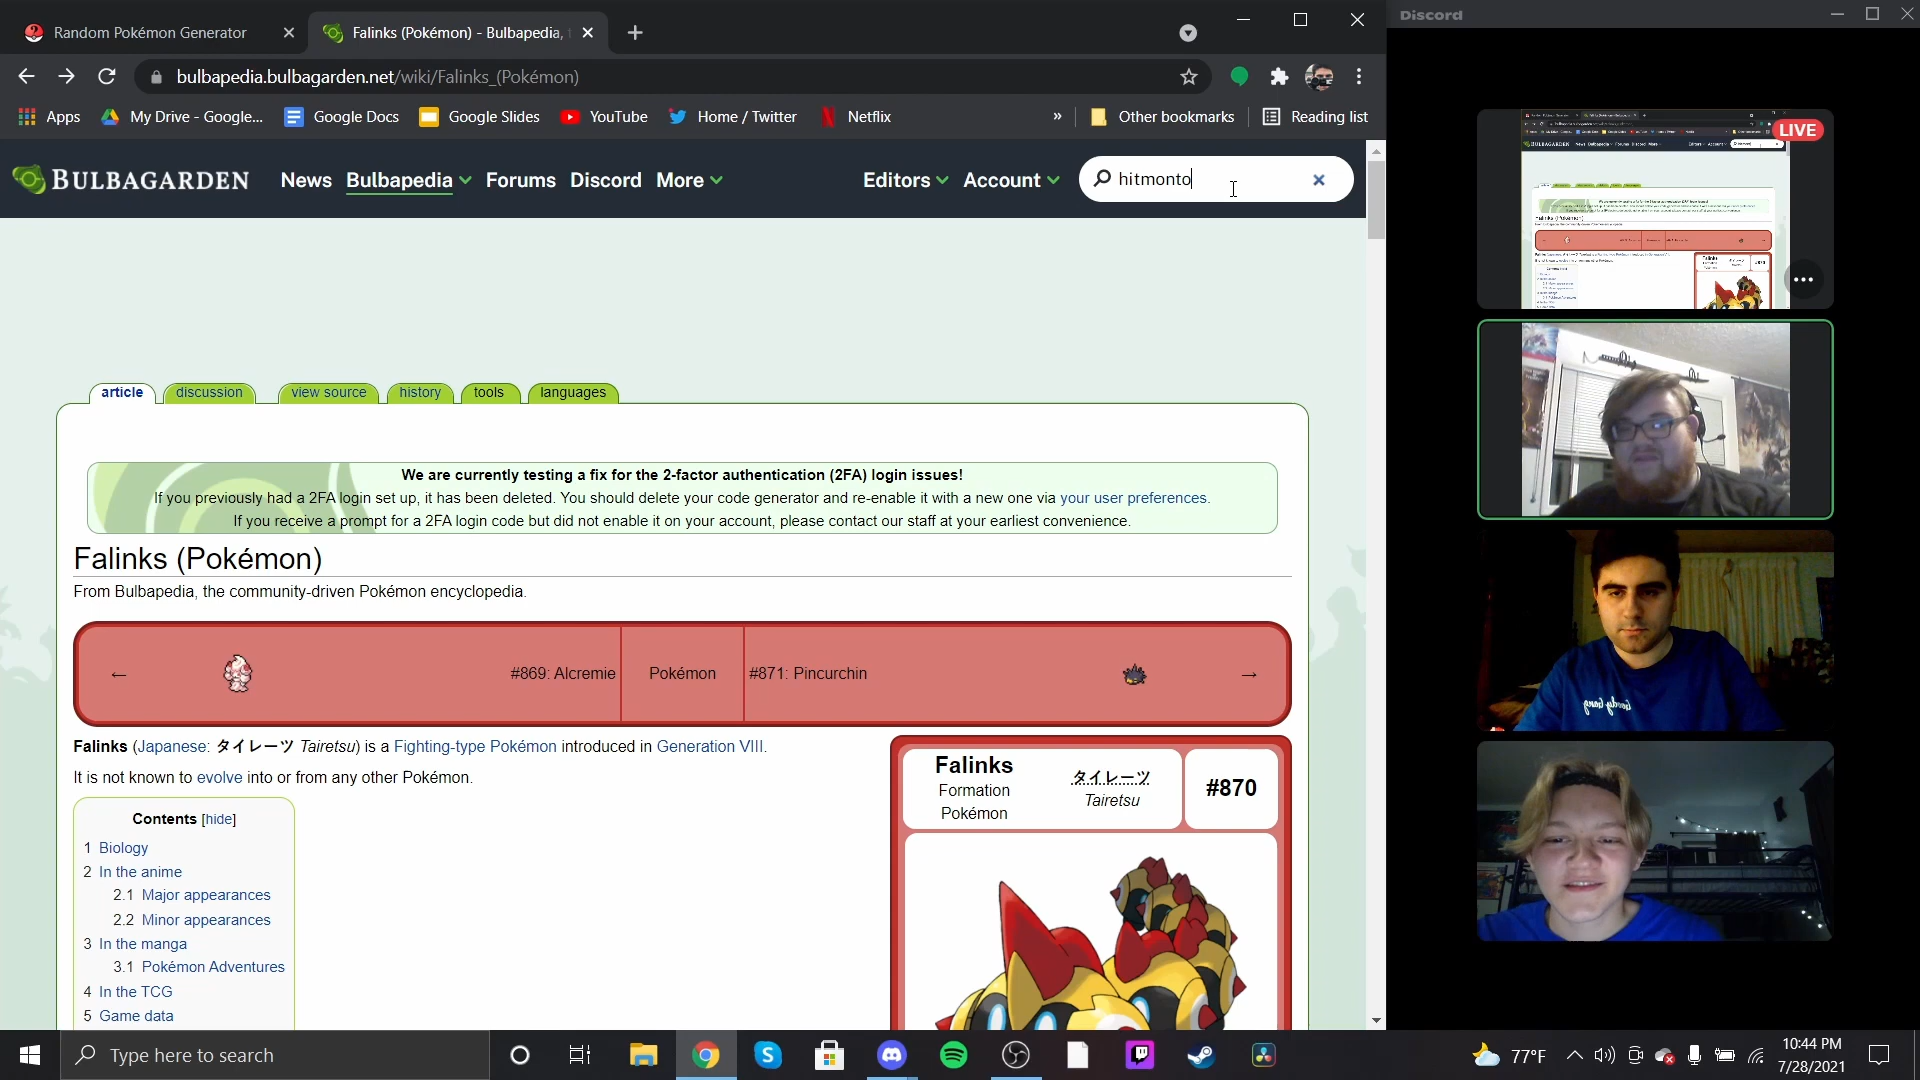 Random Pokémon Generator
Falinks (Pokémon) - Bulbapedia,
Discord
bulbapedia.bulbagarden.net/wiki/Falinks_(Pokémon)
Apps
My Drive - Google...
Google Docs
Google Slides
YouTube
Home / Twitter
Netflix
»
Other bookmarks
Reading list
BULBAGARDEN
News
Bulbapedia
Forums
Discord
More
Editors
Account
hitmonto
LIVE
article
discussion
view source
history
tools
languages
We are currently testing a fix for the 2-factor authentication (2FA) login issues!
If you previously had a 2FA login set up, it has been deleted. You should delete your code generator and re-enable it with a new one via your user preferences.
If you receive a prompt for a 2FA login code but did not enable it on your account, please contact our staff at your earliest convenience.
Falinks (Pokémon)
From Bulbapedia, the community-driven Pokémon encyclopedia.
← #869: Alcremie
Pokémon
#871: Pincurchin →
Falinks (Japanese: タイレーツ Tairetsu) is a Fighting-type Pokémon introduced in Generation VIII.
It is not known to evolve into or from any other Pokémon.
Contents [hide]
1 Biology
2 In the anime
2.1 Major appearances
2.2 Minor appearances
3 In the manga
3.1 Pokémon Adventures
4 In the TCG
5 Game data
Falinks
Formation
Pokémon
タイレーツ
Tairetsu
#870
Type here to search
77°F
10:44 PM
7/28/2021